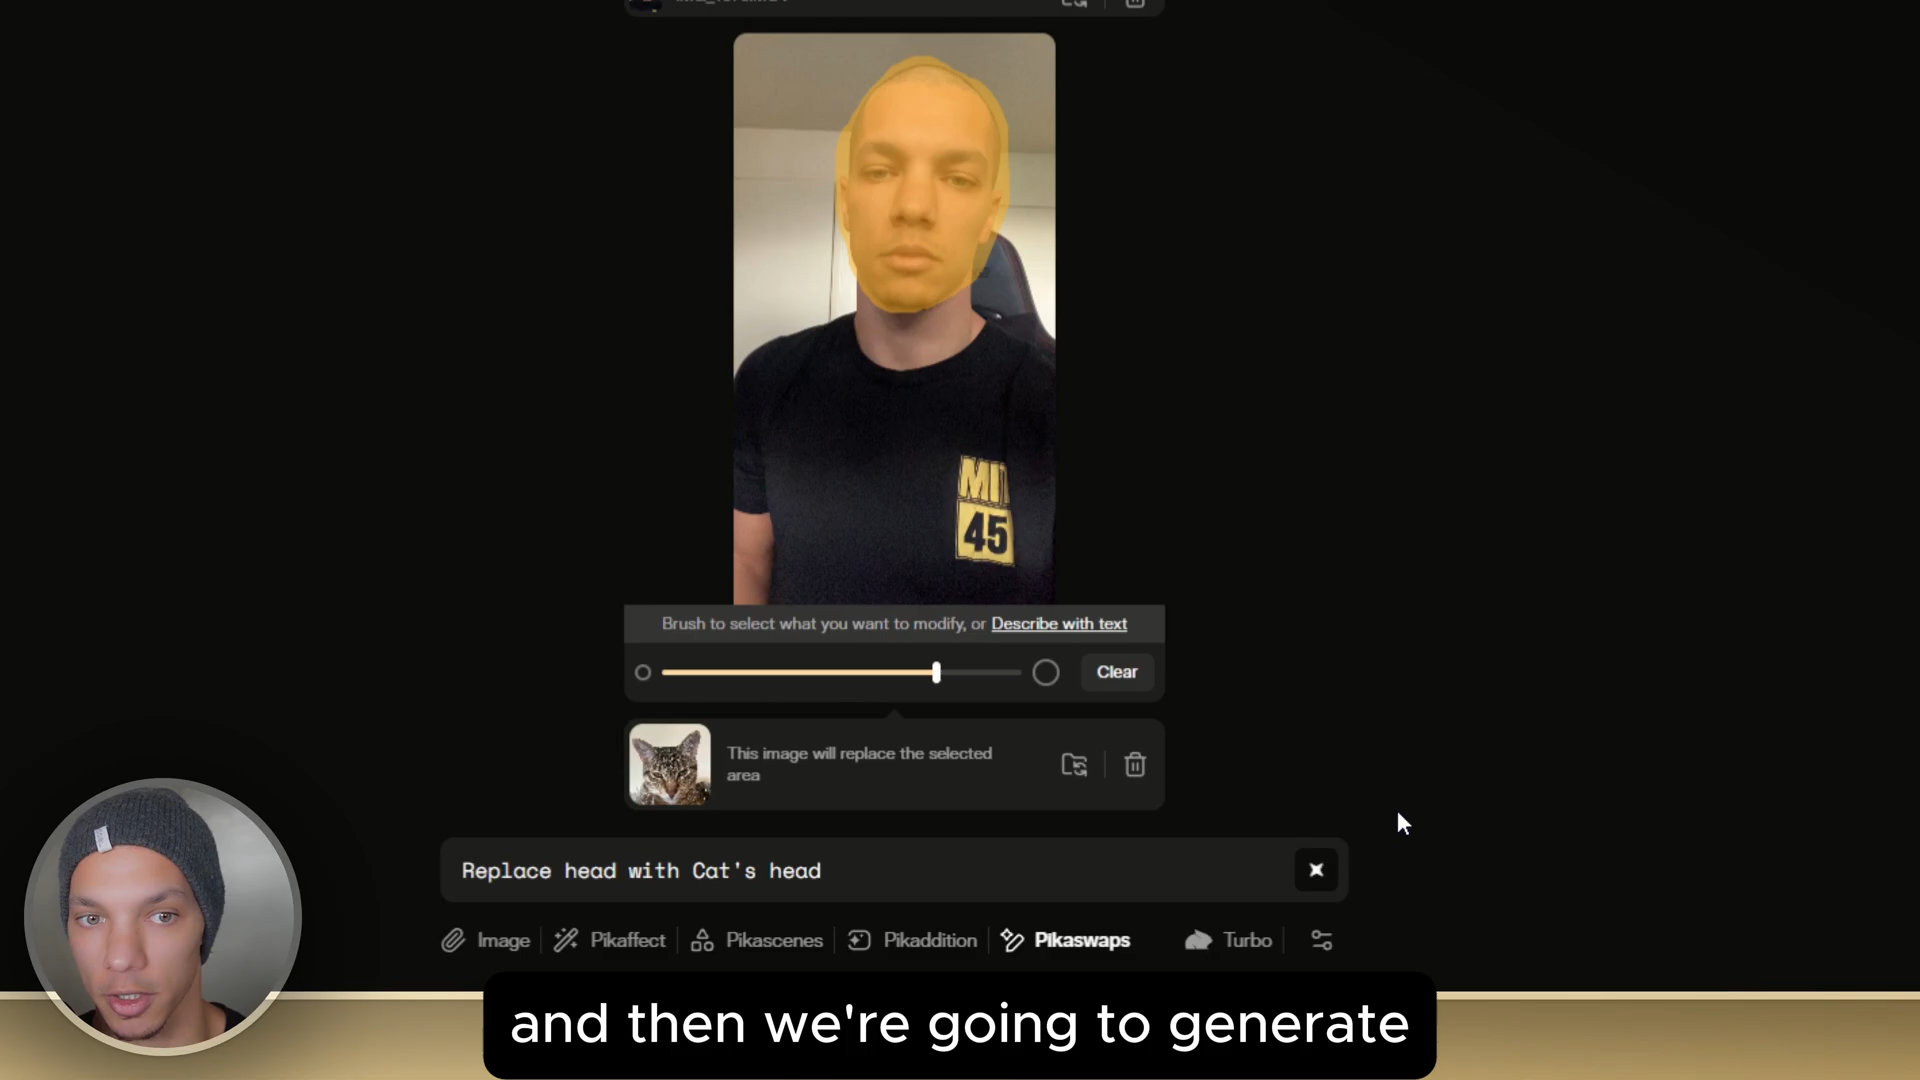 MIT
45
Brush to select what you want to modify, or Describe with text
Clear
This image will replace the selected
area
Replace head with Cat's head
Image
Pikaffect
Pikascenes
Pikaddition
Pikaswaps
Turbo
and then we're going to generate